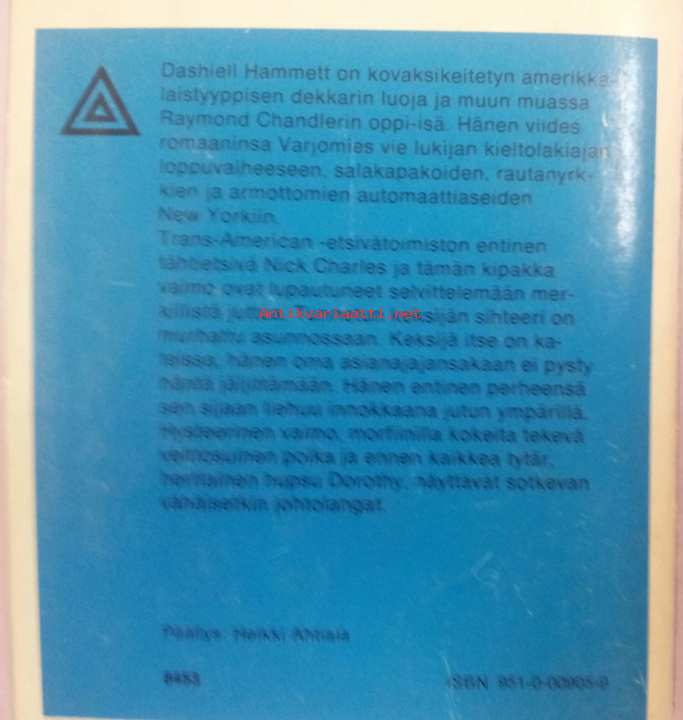 Dashiell Hammett on kovaksikeitetyn amerikka-
laistyyppisen dekkarin luoja ja muun muassa
Raymond Chandlerin oppi-isä. Hänen viides
romaaninsa Varjomies vie lukijan kieltolakiajan
loppuvaiheeseen, salakapakoiden, rautanyrk-
kien ja armottomien automaattiaseiden
New Yorkiin.
Trans-American -etsivätoimiston entinen
tähtietsivä Nick Charles ja tämän kipakka
vaimo ovat lupautuneet selvittelemään mer-
killistä juttua. keksijän sihteeri on
Antikvariaatti.net
murhattu asunnossaan. Keksijä itse on ka-
teissa, hänen oma asianajajansakaan ei pysty
häntä jäljittämään. Hänen entinen perheensä
sen sijaan liehuu innokkaana jutun ympärillä.
Hysteerinen vaimo, morfiinilla kokeita tekevä
poika ja ennen kaikkea tytär,
hupsu Dorothy, näyttävät sotkevan
vähäisetkin johtolangat.
Päällys: Heikki Ahtiala
8453
ISBN 951-0-00905-9